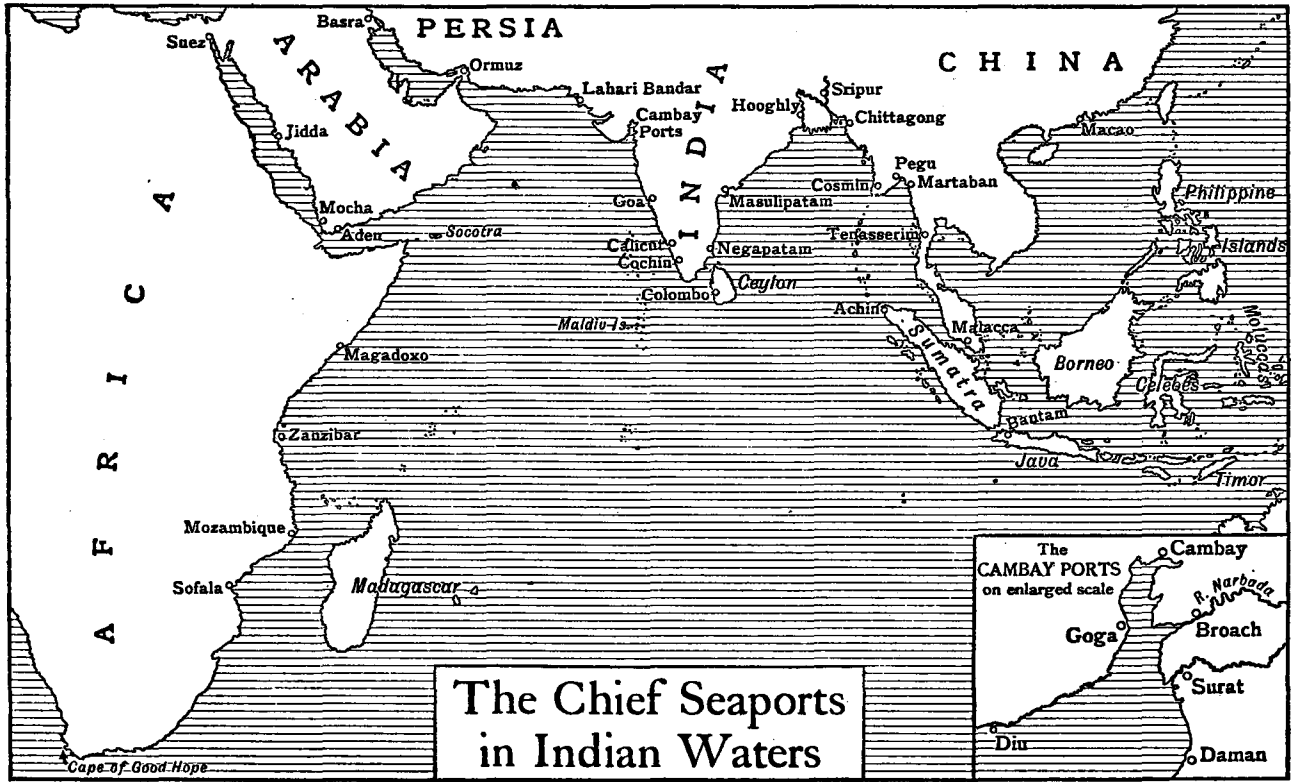 PERSIA
CHINA
ARABIA
INDIA
AFRICA
Basra
Suez
Ormuz
Lahari Bandar
Cambay
Ports
Hooghly
Sripur
Chittagong
Macao
Jidda
Pegu
Cosmin
Martaban
Philippine
Islands
Goa
Masulipatam
Mocha
Aden
Socotra
Tenasserim
Calicut
Negapatam
Cochin
Colombo
Ceylon
Achin
Maldiv Is.
Malacca
Moluccas
Magadoxo
Sumatra
Borneo
Celebes
Bantam
Zanzibar
Java
Timor
Mozambique
Sofala
Madagascar
Cape of Good Hope
The
CAMBAY PORTS
on enlarged scale
Cambay
R. Narbada
Goga
Broach
Surat
Diu
Daman
The Chief Seaports
in Indian Waters